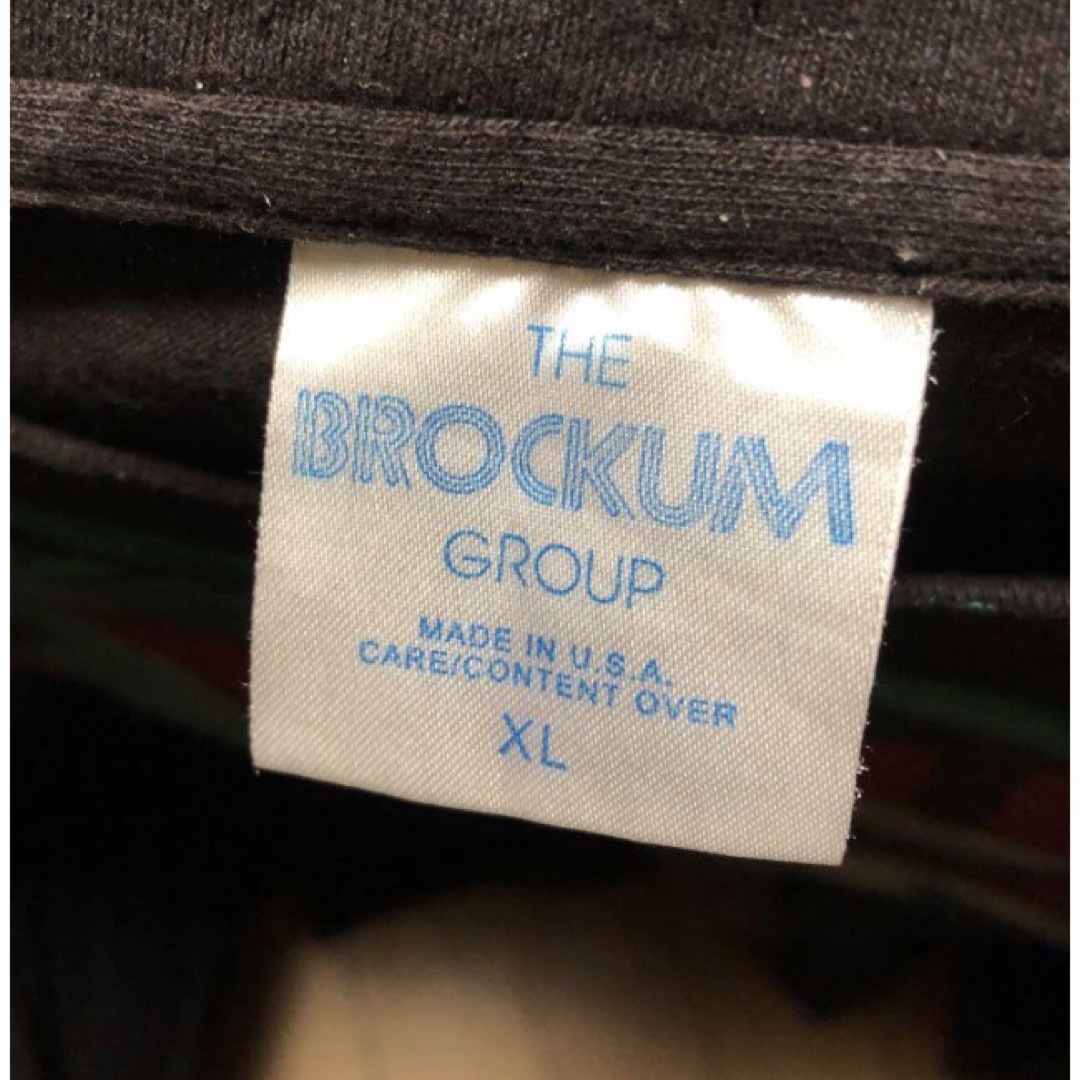 THE
BROCKUM
GROUP
MADE IN U.S.A.
CARE/CONTENT OVER
XL